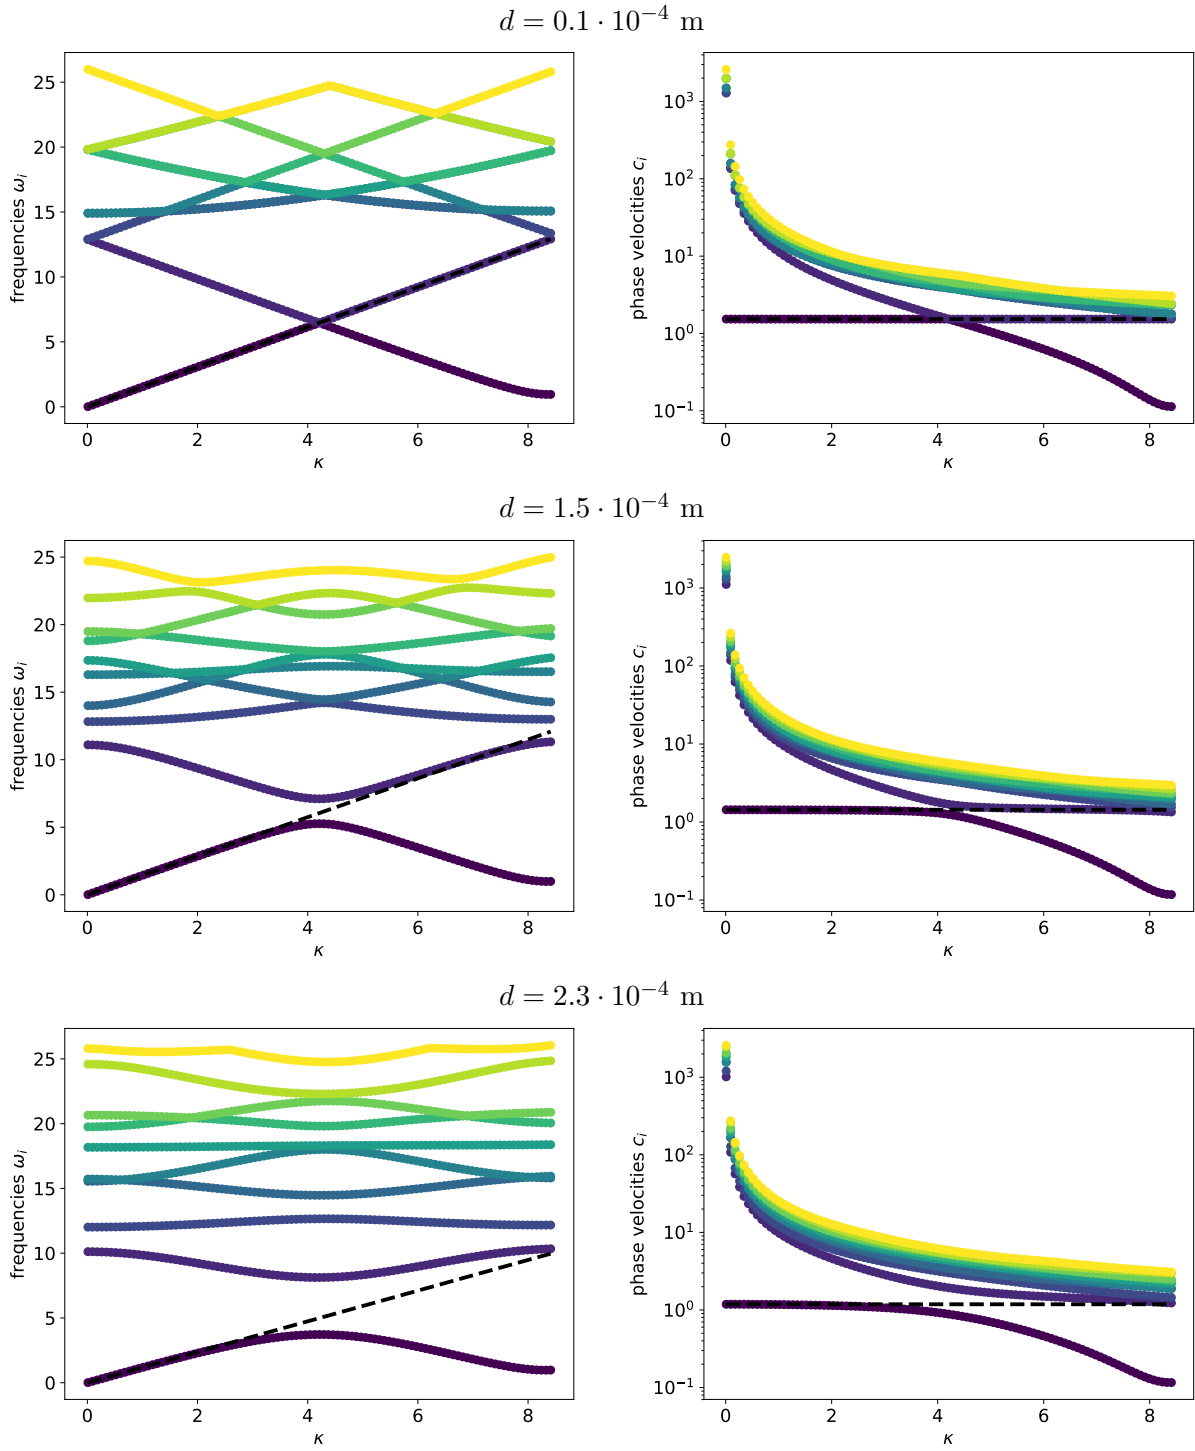 d = 0.1 · 10⁻⁴ m
frequencies ωᵢ
25
20
15
10
5
0
0 2 4 6 8
κ
phase velocities cᵢ
10³
10²
10¹
10⁰
10⁻¹
0 2 4 6 8
κ
d = 1.5 · 10⁻⁴ m
frequencies ωᵢ
25
20
15
10
5
0
0 2 4 6 8
κ
phase velocities cᵢ
10³
10²
10¹
10⁰
10⁻¹
0 2 4 6 8
κ
d = 2.3 · 10⁻⁴ m
frequencies ωᵢ
25
20
15
10
5
0
0 2 4 6 8
κ
phase velocities cᵢ
10³
10²
10¹
10⁰
10⁻¹
0 2 4 6 8
κ